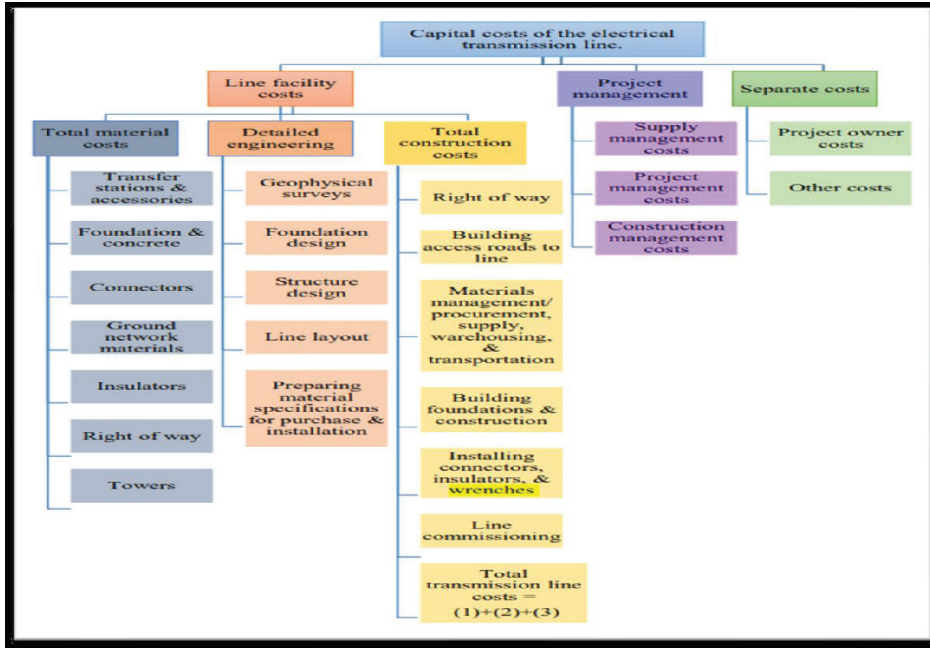 Capital costs of the electrical
transmission line.
Line facility
costs
Project
management
Separate costs
Total material
costs
Detailed
engineering
Total
construction
costs
Supply
management
costs
Project
management
costs
Construction
management
costs
Project owner
costs
Other costs
Transfer
stations &
accessories
Foundation &
concrete
Connectors
Ground
network
materials
Insulators
Right of way
Towers
Geophysical
surveys
Foundation
design
Structure
design
Line layout
Preparing
material
specifications
for purchase &
installation
Right of way
Building
access roads to
line
Materials
management/
procurement,
supply,
warehousing,
& transportation
Building
foundations &
construction
Installing
connectors,
insulators, &
wrenches
Line
commissioning
Total
transmission line
costs =
(1)+(2)+(3)